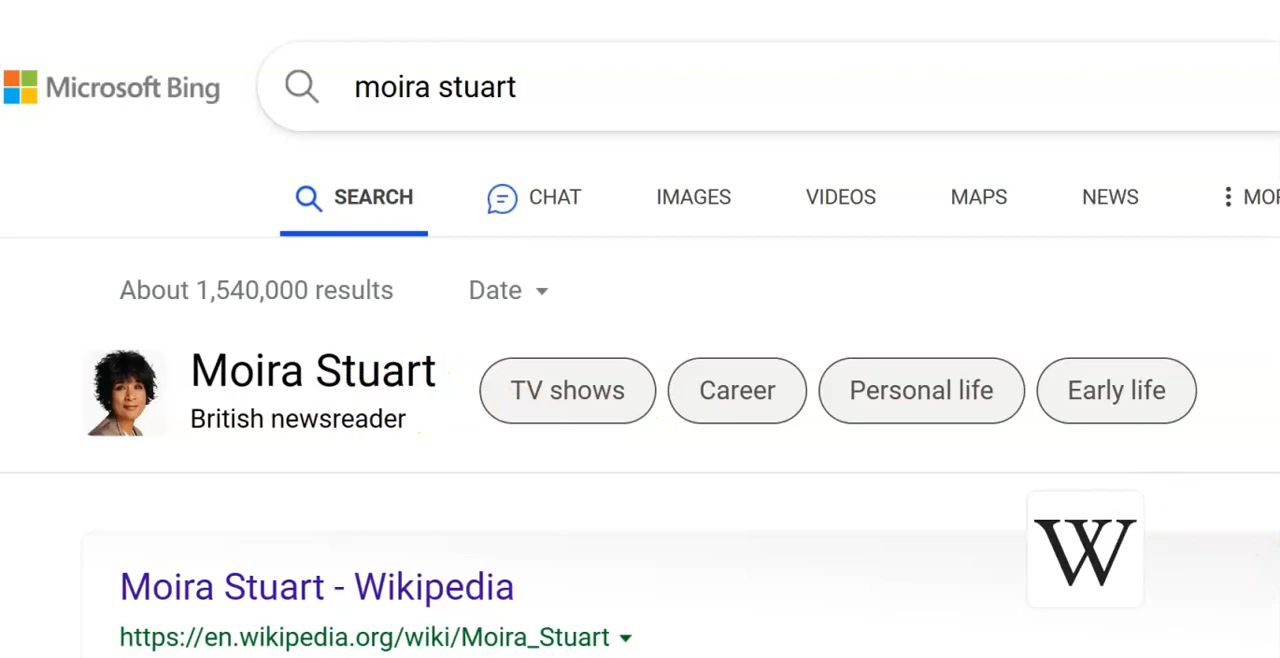 Microsoft Bing
moira stuart
SEARCH CHAT IMAGES VIDEOS MAPS NEWS
About 1,540,000 results Date
Moira Stuart TV shows Career Personal life Early life
British newsreader
W
Moira Stuart - Wikipedia
https://en.wikipedia.org/wiki/Moira_Stuart